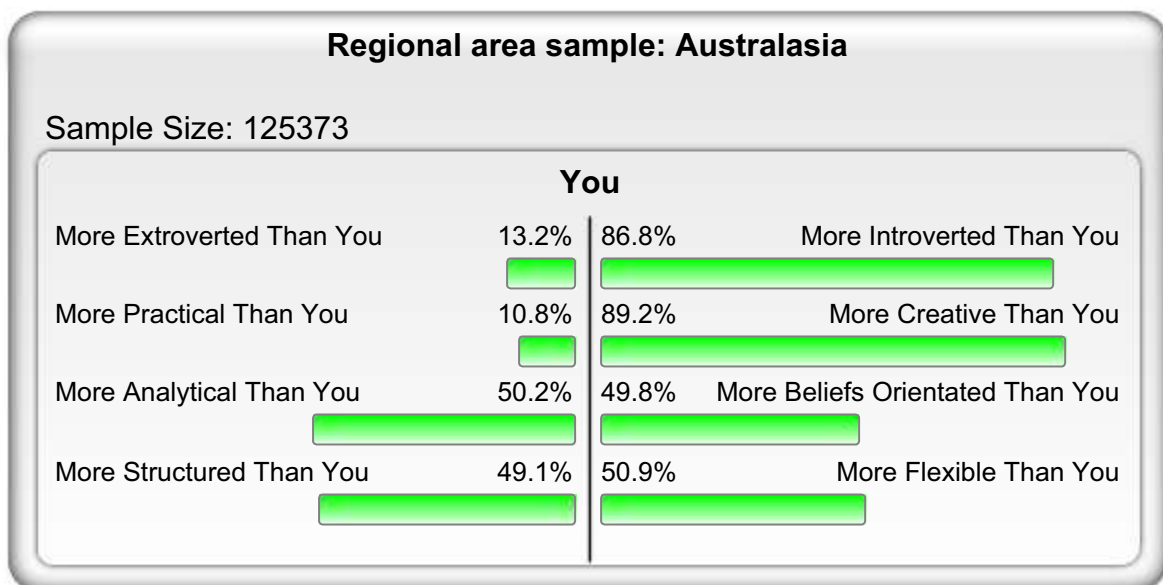 Regional area sample: Australasia
Sample Size: 125373
You
More Extroverted Than You 13.2% 86.8% More Introverted Than You
More Practical Than You 10.8% 89.2% More Creative Than You
More Analytical Than You 50.2% 49.8% More Beliefs Orientated Than You
More Structured Than You 49.1% 50.9% More Flexible Than You